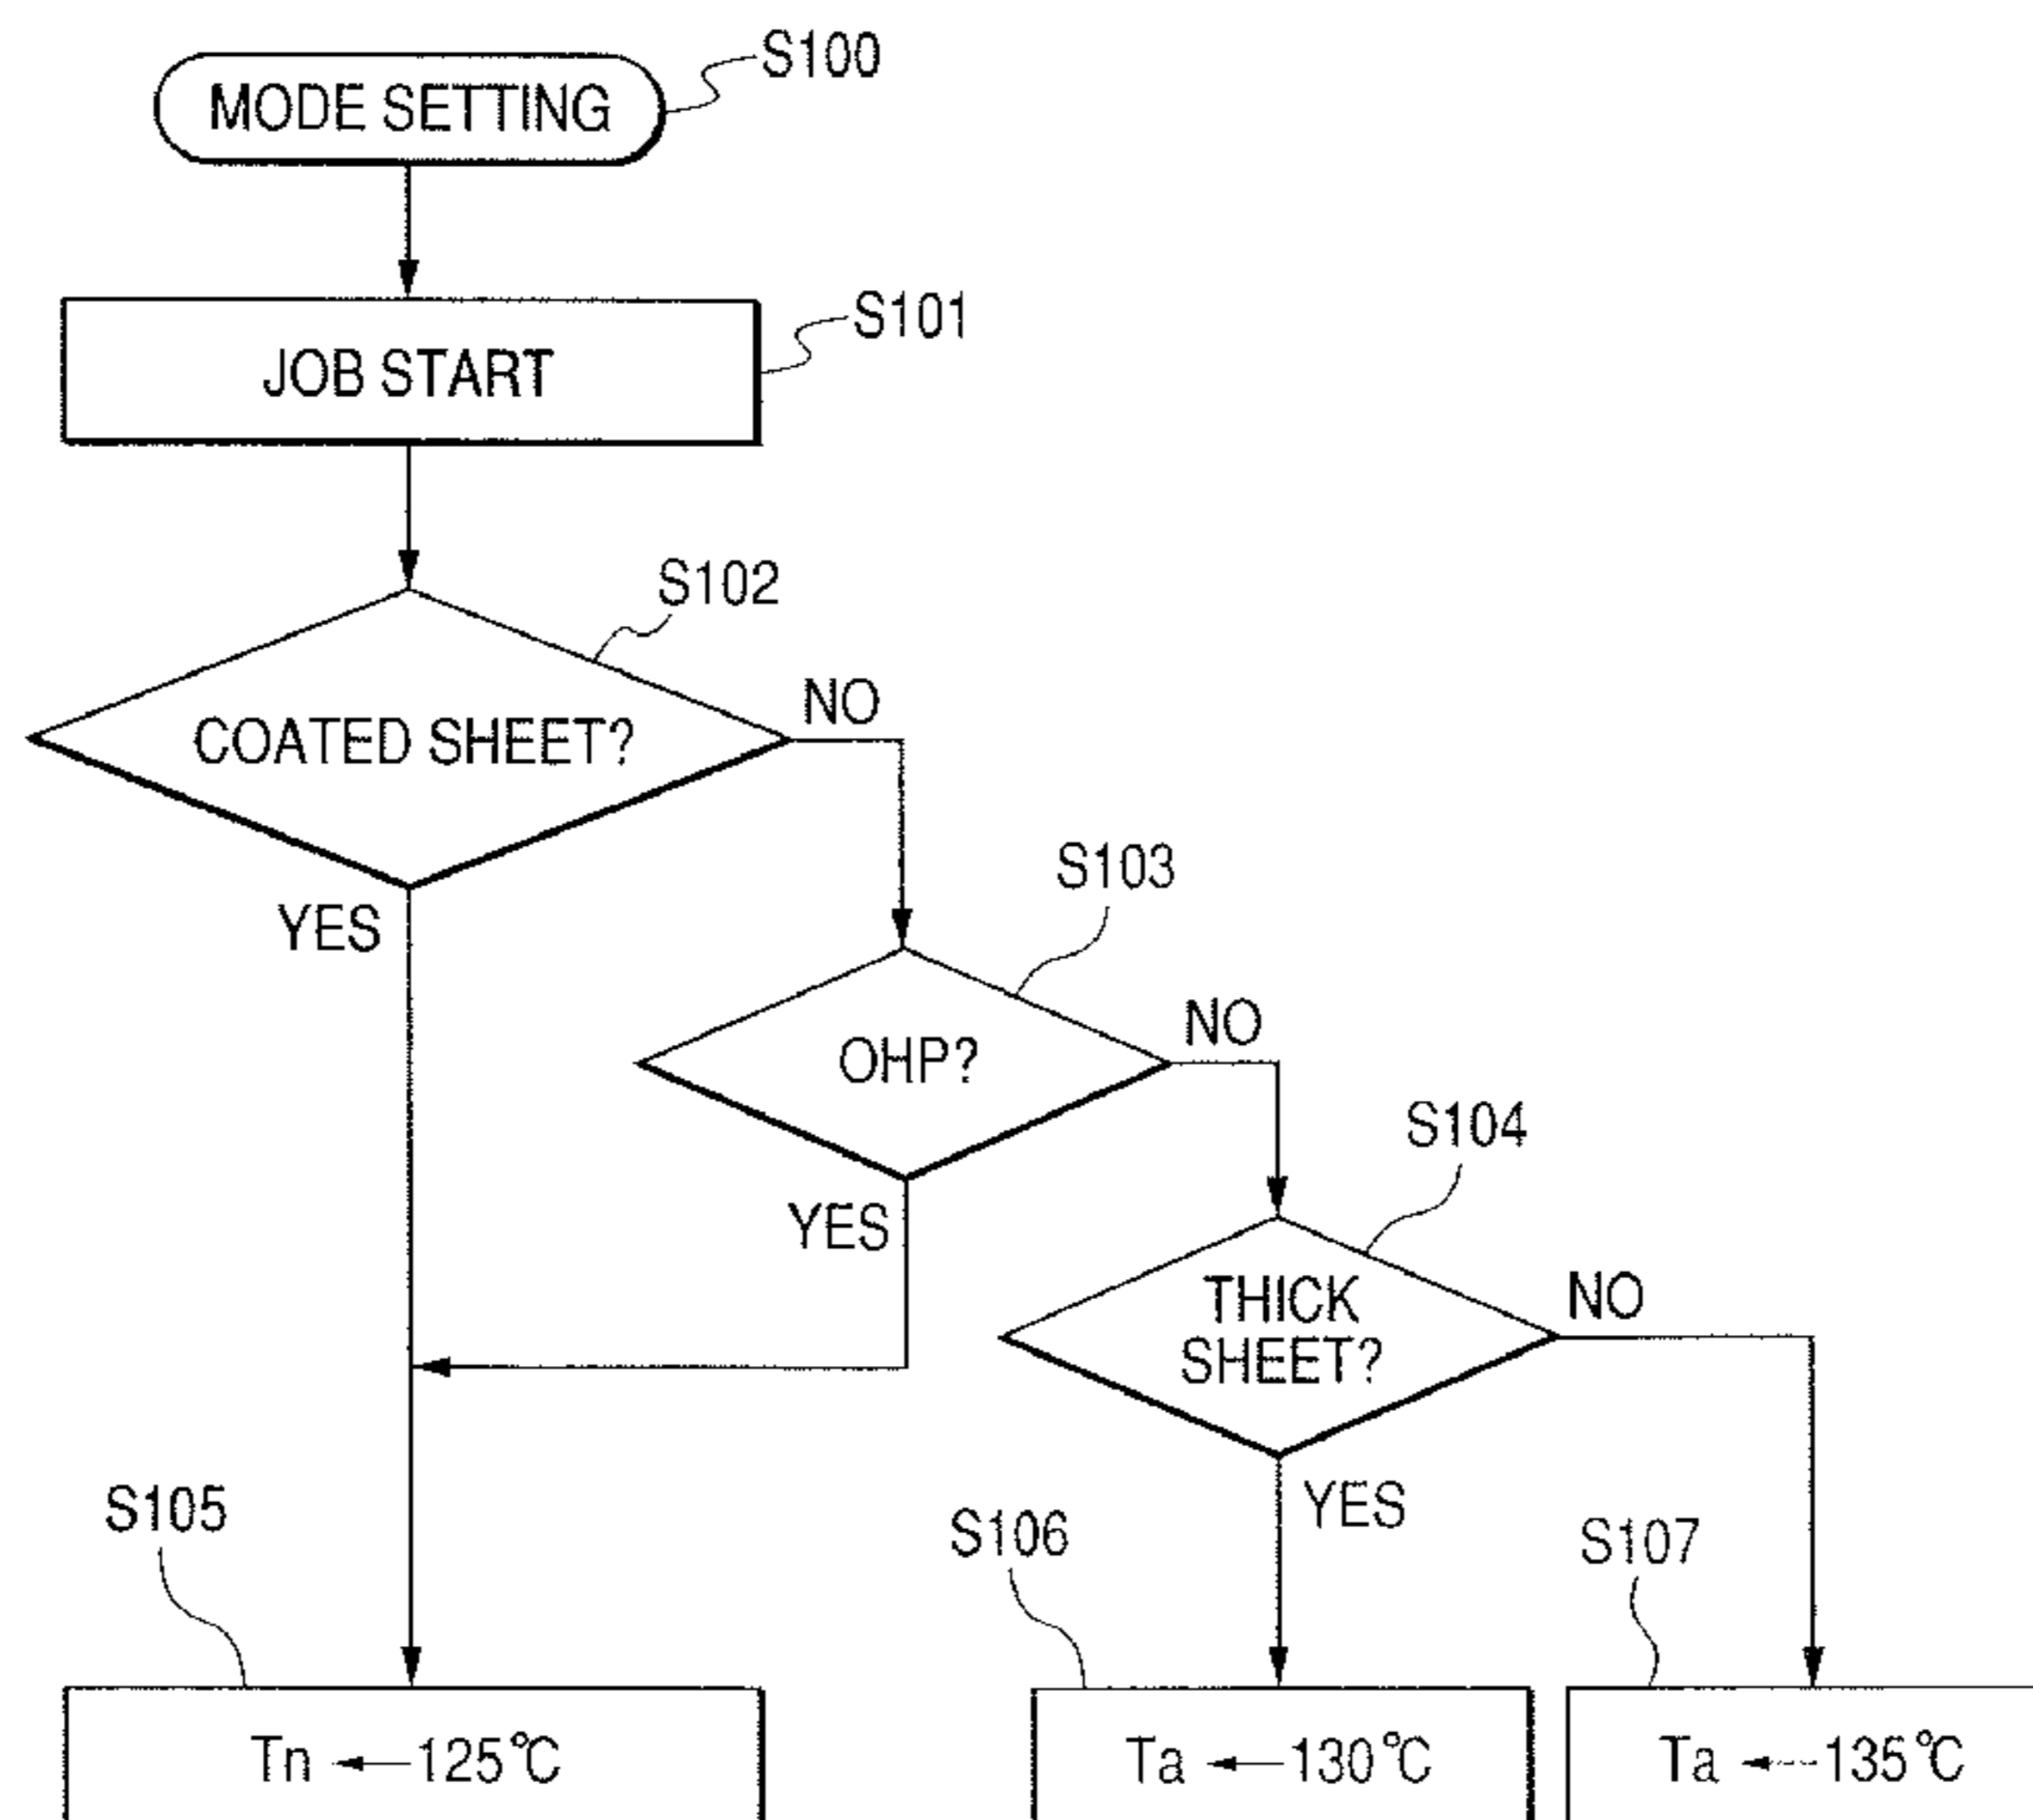 MODE SETTING
S100
JOB START
S101
S102
COATED SHEET?
NO
YES
S103
OHP?
NO
YES
S104
THICK
SHEET?
NO
YES
S105
Tn ←125°C
S106
Ta ←130°C
S107
Ta ←135°C